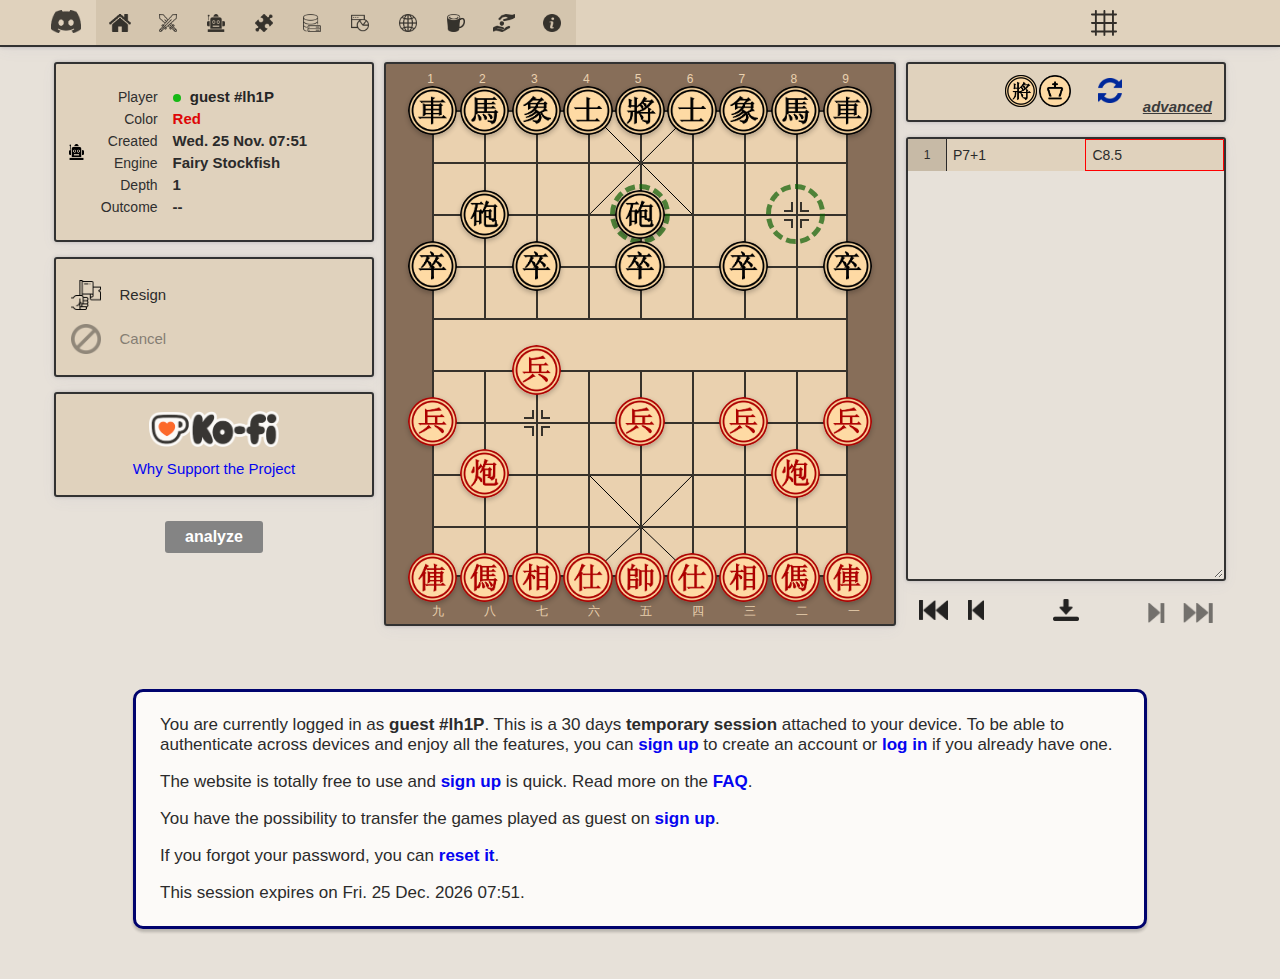 Player guest #lh1P
Color Red
Created Wed. 25 Nov. 07:51
Engine Fairy Stockfish
Depth 1
Outcome --
Resign
Cancel
Ko-fi
Why Support the Project
analyze
1 2 3 4 5 6 7 8 9
車 馬 象 士 將 士 象 馬 車
砲 砲
卒 卒 卒 卒 卒
兵
兵 兵 兵 兵
炮 炮
俥 傌 相 仕 帥 仕 相 傌 俥
九 八 七 六 五 四 三 二 一
將
advanced
1 P7+1 C8.5
You are currently logged in as guest #lh1P. This is a 30 days temporary session attached to your device. To be able to
authenticate across devices and enjoy all the features, you can sign up to create an account or log in if you already have one.
The website is totally free to use and sign up is quick. Read more on the FAQ.
You have the possibility to transfer the games played as guest on sign up.
If you forgot your password, you can reset it.
This session expires on Fri. 25 Dec. 2026 07:51.